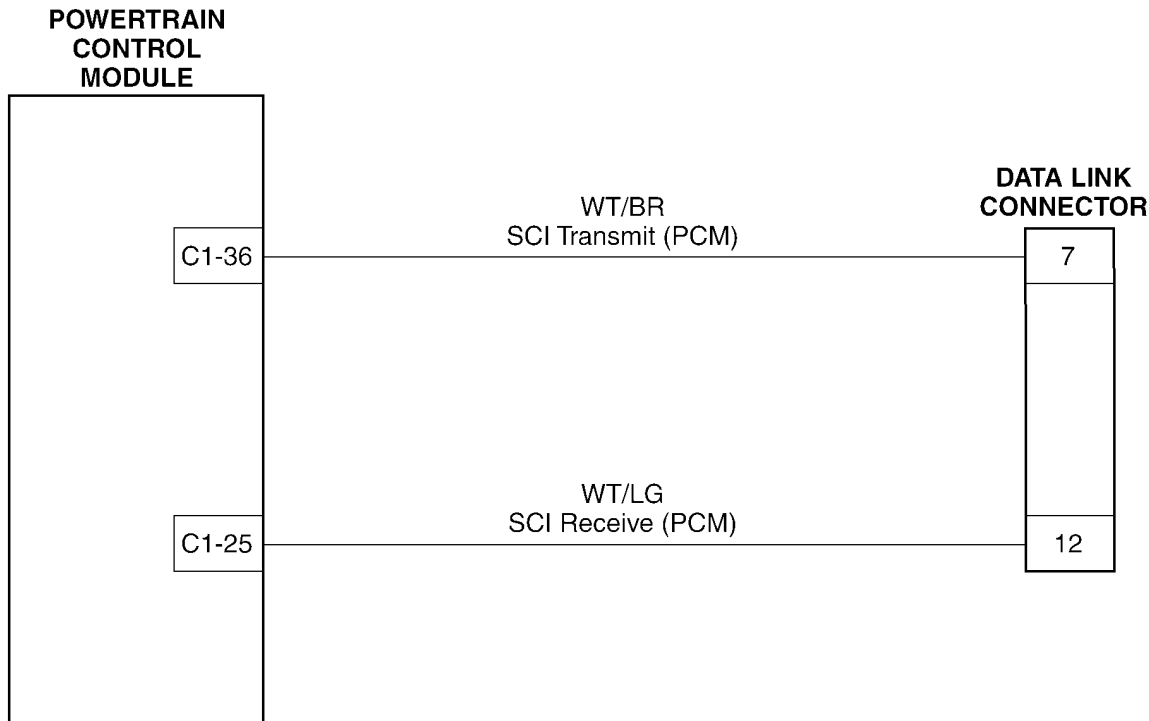 POWERTRAIN
CONTROL
MODULE
DATA LINK
CONNECTOR
WT/BR
SCI Transmit (PCM)
C1-36
7
WT/LG
SCI Receive (PCM)
C1-25
12